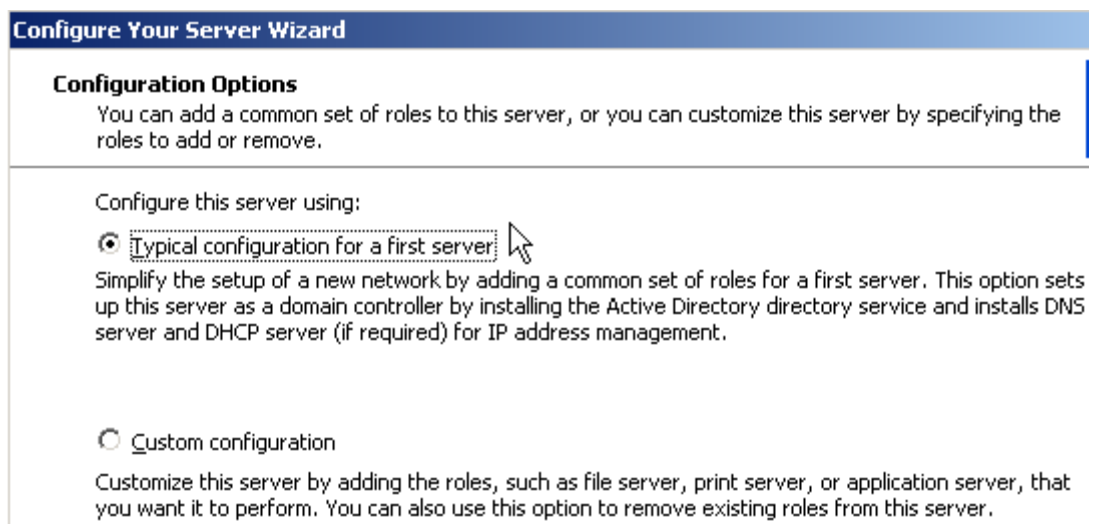 Configure Your Server Wizard
Configuration Options
You can add a common set of roles to this server, or you can customize this server by specifying the
roles to add or remove.
Configure this server using:
Typical configuration for a first server
Simplify the setup of a new network by adding a common set of roles for a first server. This option sets
up this server as a domain controller by installing the Active Directory directory service and installs DNS
server and DHCP server (if required) for IP address management.
Custom configuration
Customize this server by adding the roles, such as file server, print server, or application server, that
you want it to perform. You can also use this option to remove existing roles from this server.